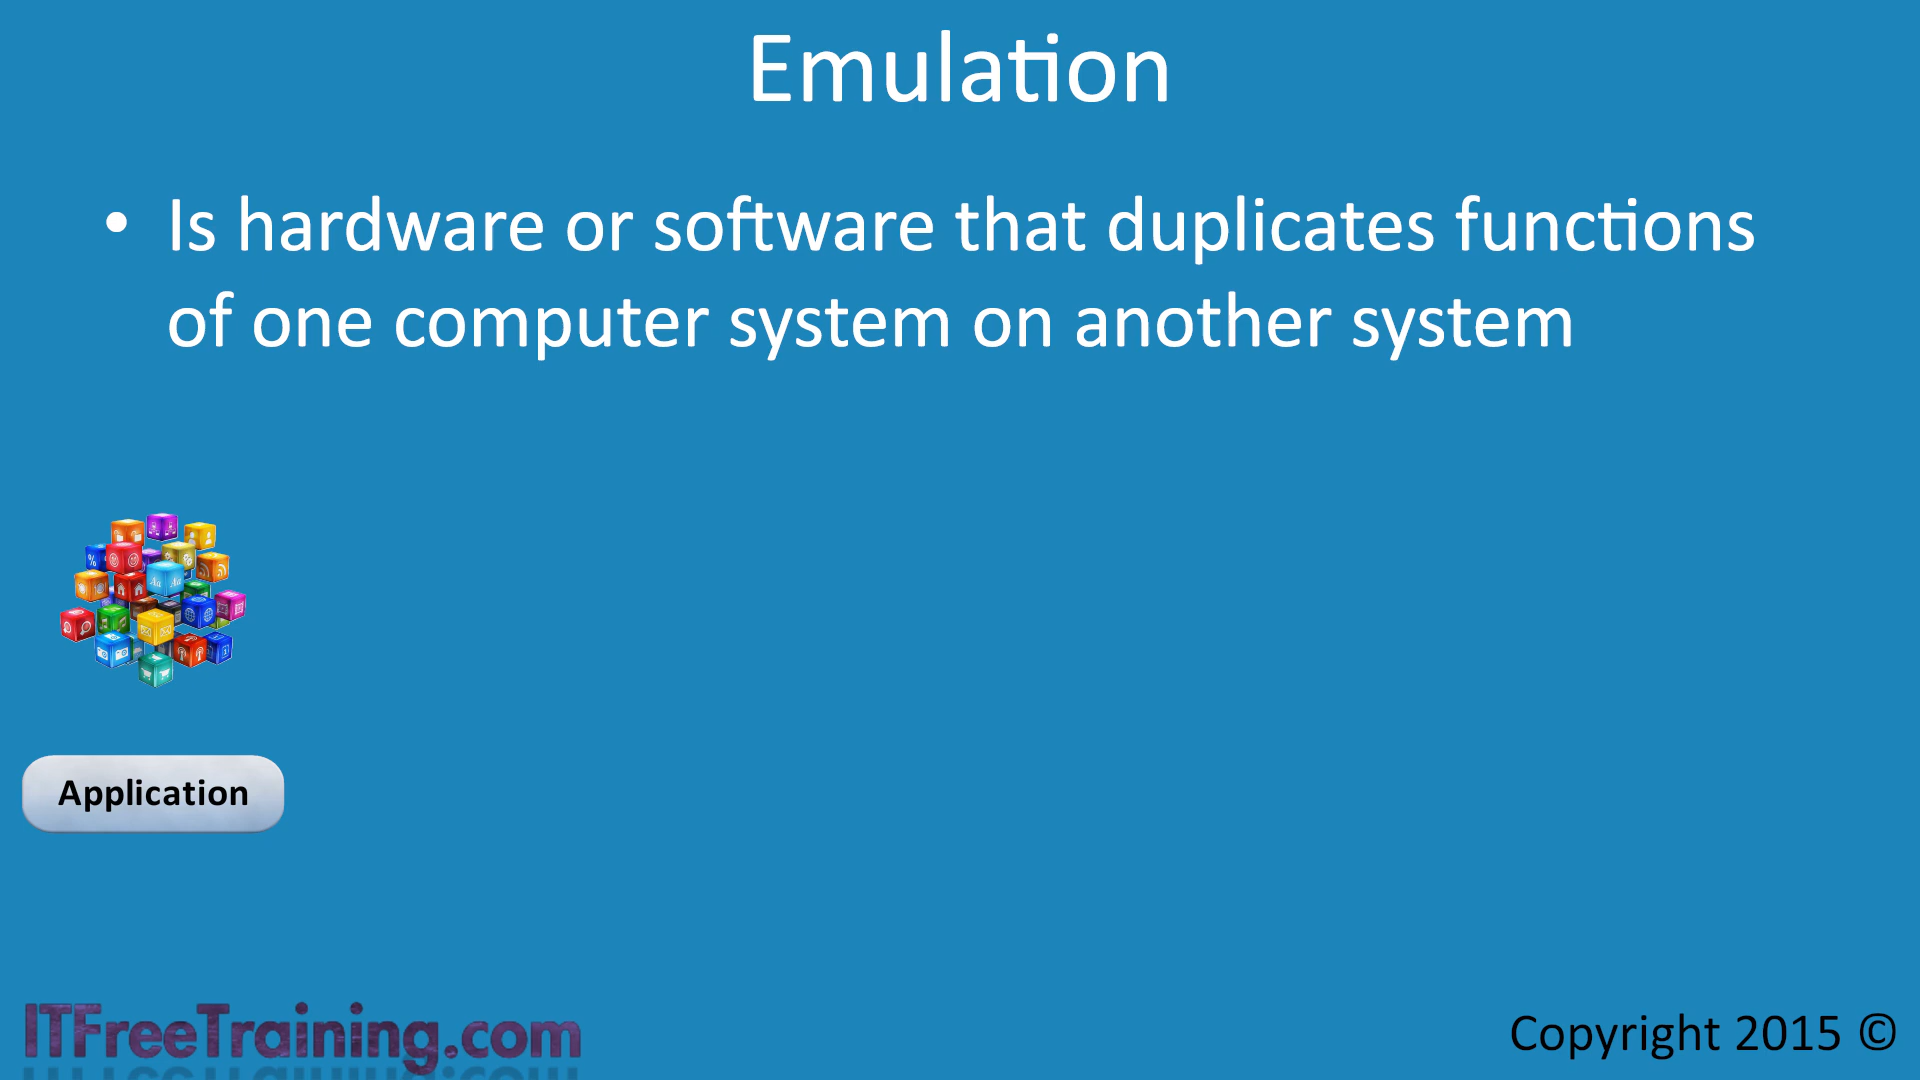 Emulation
• Is hardware or software that duplicates functions
of one computer system on another system
Application
ITFreeTraining.com
Copyright 2015 ©